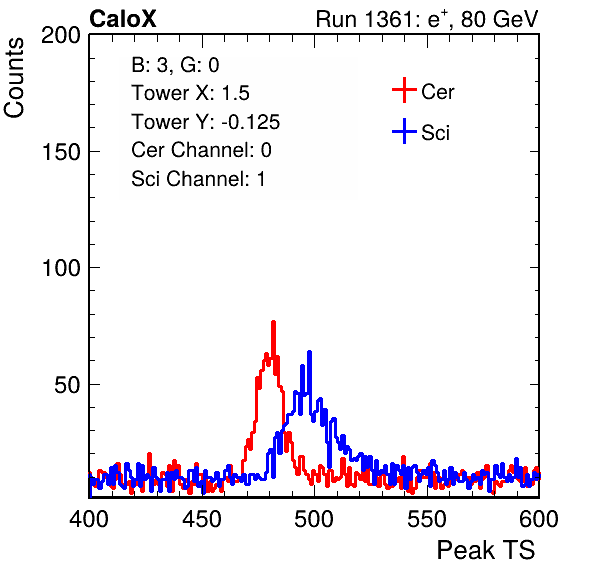 CaloX Run 1361: e⁺, 80 GeV
Counts
200
150
100
50
B: 3, G: 0
Tower X: 1.5
Tower Y: -0.125
Cer Channel: 0
Sci Channel: 1
Cer
Sci
400 450 500 550 600
Peak TS